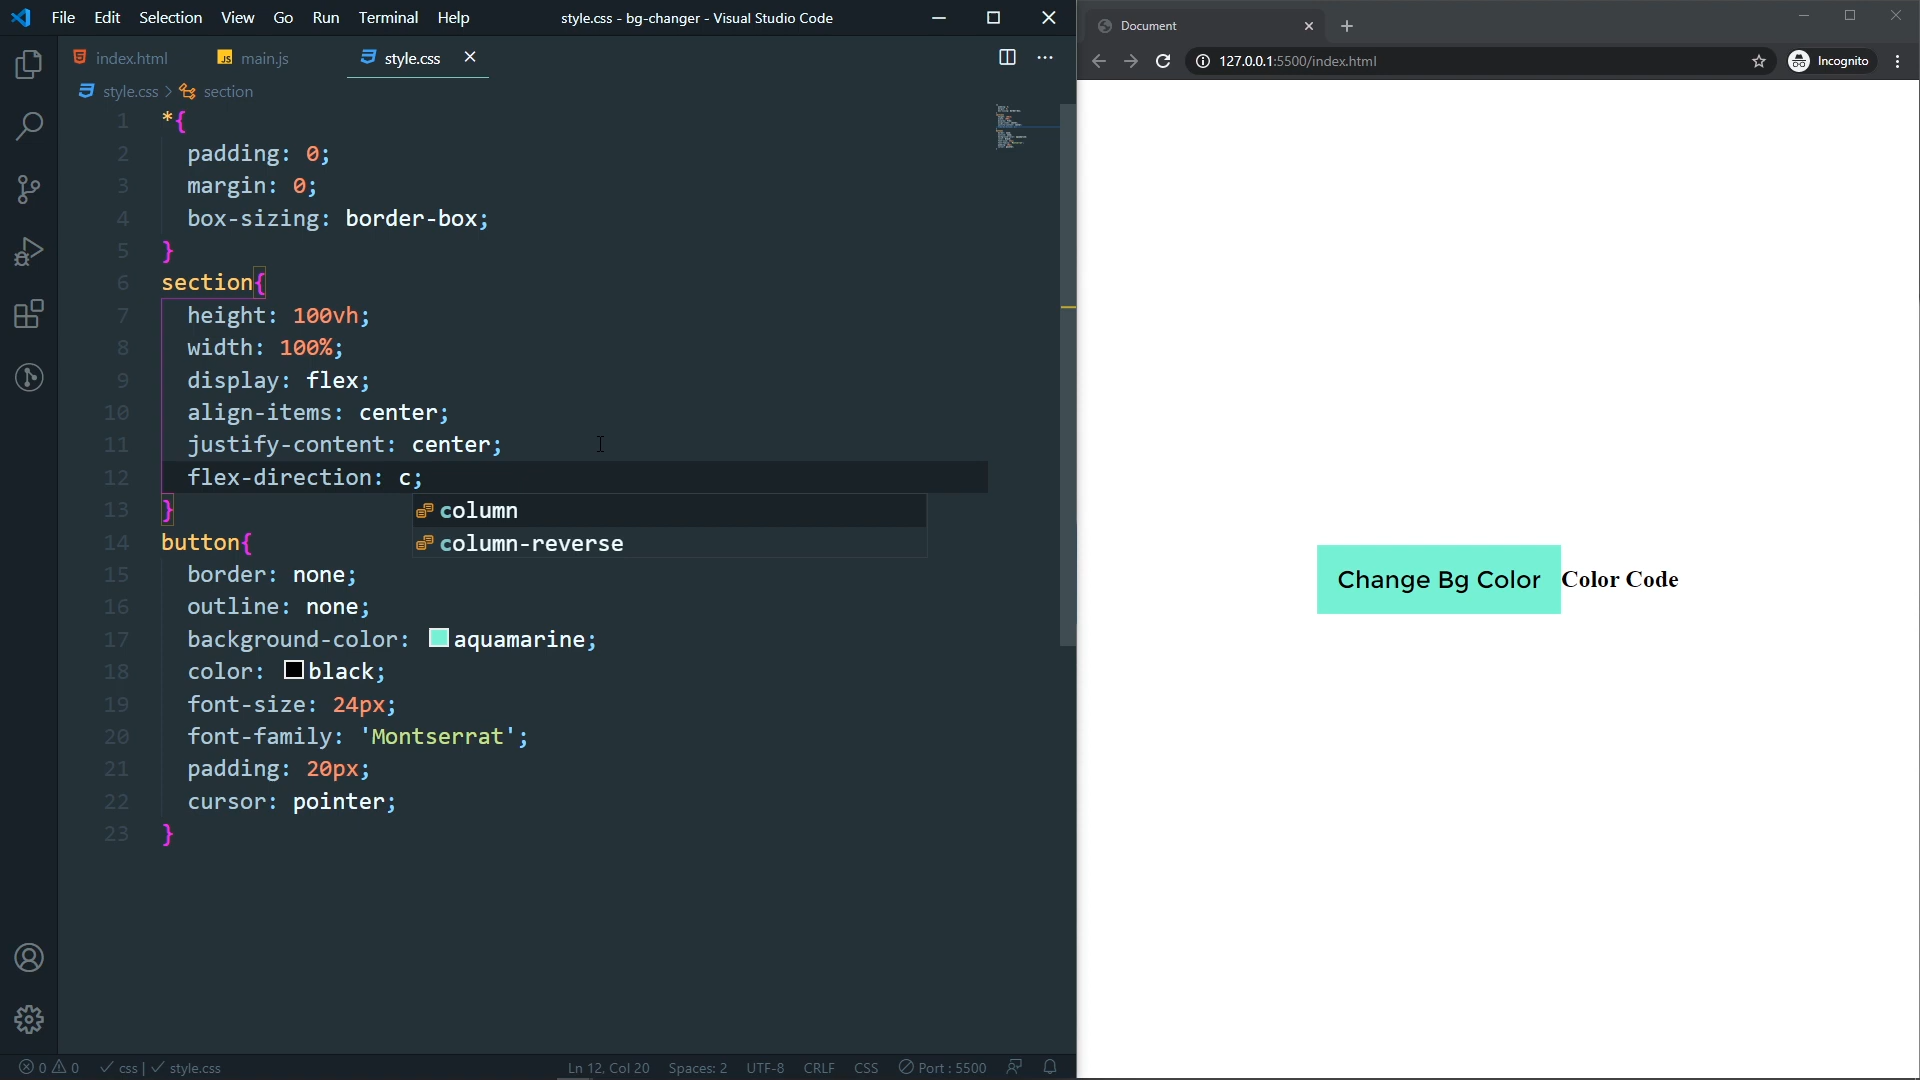 File Edit Selection View Go Run Terminal Help
style.css - bg-changer - Visual Studio Code
index.html
JS main.js
style.css
style.css > section
1 *{
2 padding: 0;
3 margin: 0;
4 box-sizing: border-box;
5 }
6 section{
7 height: 100vh;
8 width: 100%;
9 display: flex;
10 align-items: center;
11 justify-content: center;
12 flex-direction: c;
13 }
column
14 button{
column-reverse
15 border: none;
16 outline: none;
17 background-color: aquamarine;
18 color: black;
19 font-size: 24px;
20 font-family: 'Montserrat';
21 padding: 20px;
22 cursor: pointer;
23 }
0 0 css | style.css Ln 12, Col 20 Spaces: 2 UTF-8 CRLF CSS Port : 5500
Document
127.0.0.1:5500/index.html
Incognito
Change Bg Color
Color Code